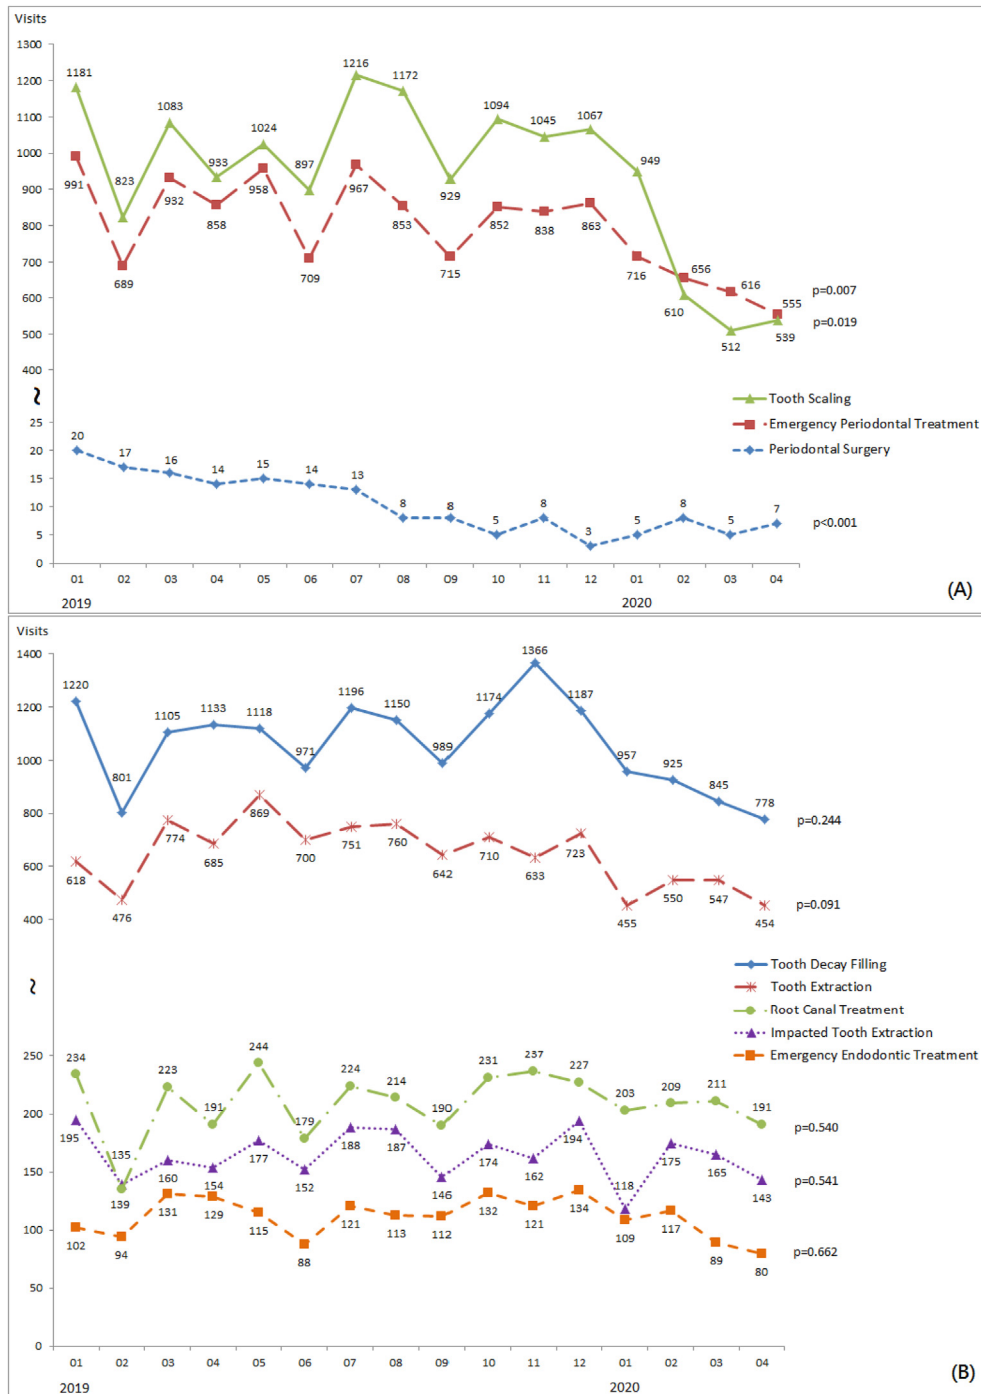 Visits
1300
1200
1100
1000
900
800
700
600
500
400
~
25
20
15
10
5
0
1181 823 1083 933 1024 897 1216 1172 929 1094 1045 1067 949 610 512 539
991 689 932 858 958 709 967 853 715 852 838 863 716 656 616 555
20 17 16 14 15 14 13 8 8 5 8 3 5 8 5 7
p=0.007
p=0.019
Tooth Scaling
Emergency Periodontal Treatment
Periodontal Surgery
p<0.001
01 02 03 04 05 06 07 08 09 10 11 12 01 02 03 04
2019 2020
(A)
Visits
1400
1200
1000
800
600
400
~
250
200
150
100
50
0
1220 801 1105 1133 1118 971 1196 1150 989 1174 1366 1187 957 925 845 778
p=0.244
618 476 774 685 869 700 751 760 642 710 633 723 455 550 547 454
p=0.091
Tooth Decay Filling
Tooth Extraction
Root Canal Treatment
Impacted Tooth Extraction
Emergency Endodontic Treatment
234 135 223 191 244 179 224 214 190 231 237 227 203 209 211 191
p=0.540
195 139 160 154 177 152 188 187 146 174 162 194 118 175 165 143
p=0.541
102 94 131 129 115 88 121 113 112 132 121 134 109 117 89 80
p=0.662
01 02 03 04 05 06 07 08 09 10 11 12 01 02 03 04
2019 2020
(B)